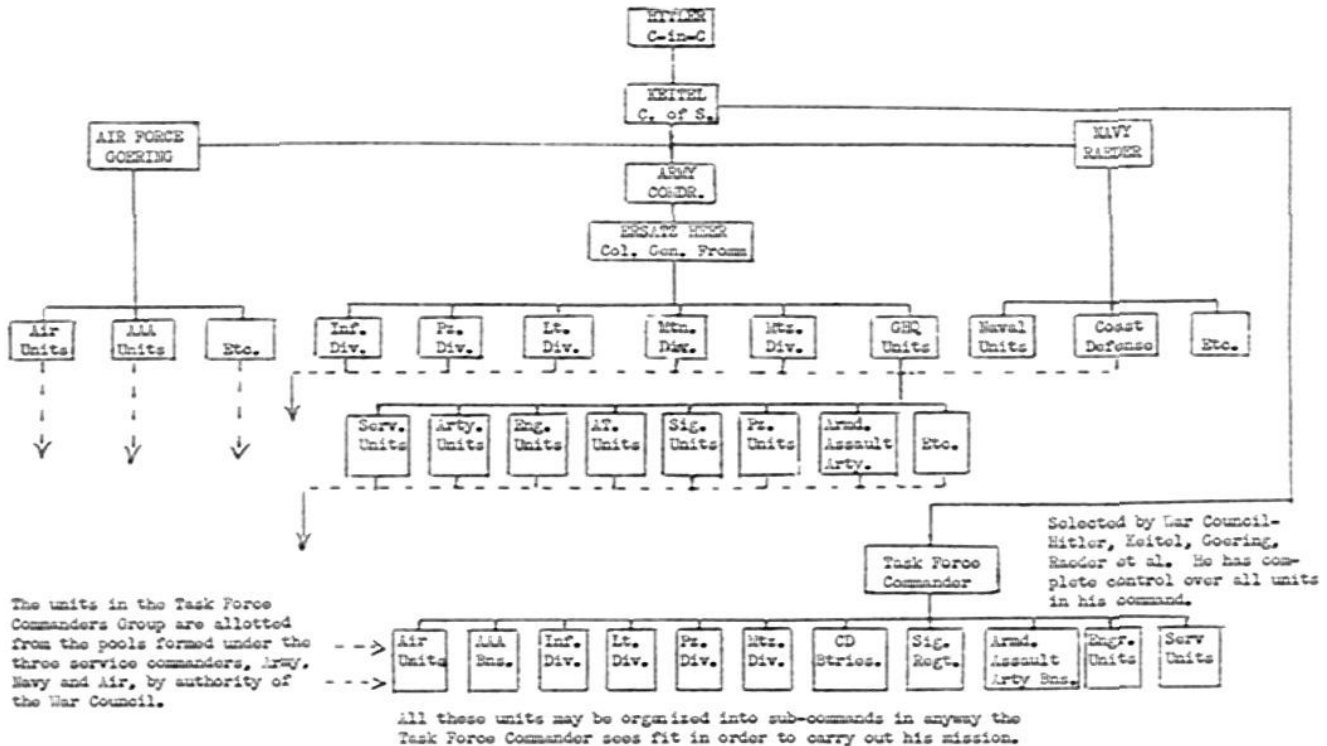 HITLER
C-in-C
KEITEL
C. of S.
AIR FORCE
GOERING
NAVY
RAEDER
ARMY
COMDR.
ERSATZ HEER
Col. Gen. Fromm
Air
Units
AAA
Units
Etc.
Inf.
Div.
Pz.
Div.
Lt.
Div.
Mtn.
Div.
Mtz.
Div.
GHQ
Units
Naval
Units
Coast
Defense
Etc.
Serv.
Units
Arty.
Units
Eng.
Units
AT.
Units
Sig.
Units
Pz.
Units
Armd.
Assault
Arty.
Etc.
Task Force
Commander
Selected by War Council-
Hitler, Keitel, Goering,
Raeder et al. He has com-
plete control over all units
in his command.
The units in the Task Force
Commanders Group are allotted
from the pools formed under the
three service commanders, Army,
Navy and Air, by authority of
the War Council.
Air
Units
AAA
Bns.
Inf.
Div.
Lt.
Div.
Pz.
Div.
Mtz.
Div.
CD
Btries.
Sig.
Regt.
Armd.
Assault
Arty Bns.
Engr.
Units
Serv
Units
All these units may be organized into sub-commands in anyway the
Task Force Commander sees fit in order to carry out his mission.